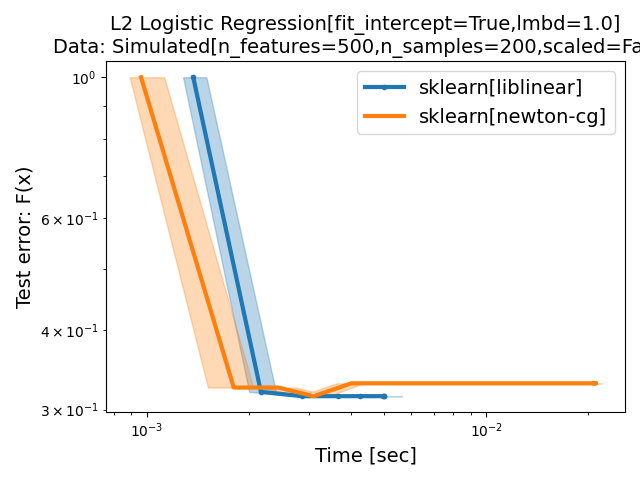 L2 Logistic Regression[fit_intercept=True,lmbd=1.0]
Data: Simulated[n_features=500,n_samples=200,scaled=Fa
sklearn[liblinear]
sklearn[newton-cg]
Test error: F(x)
10⁰
6 × 10⁻¹
4 × 10⁻¹
3 × 10⁻¹
10⁻³
10⁻²
Time [sec]